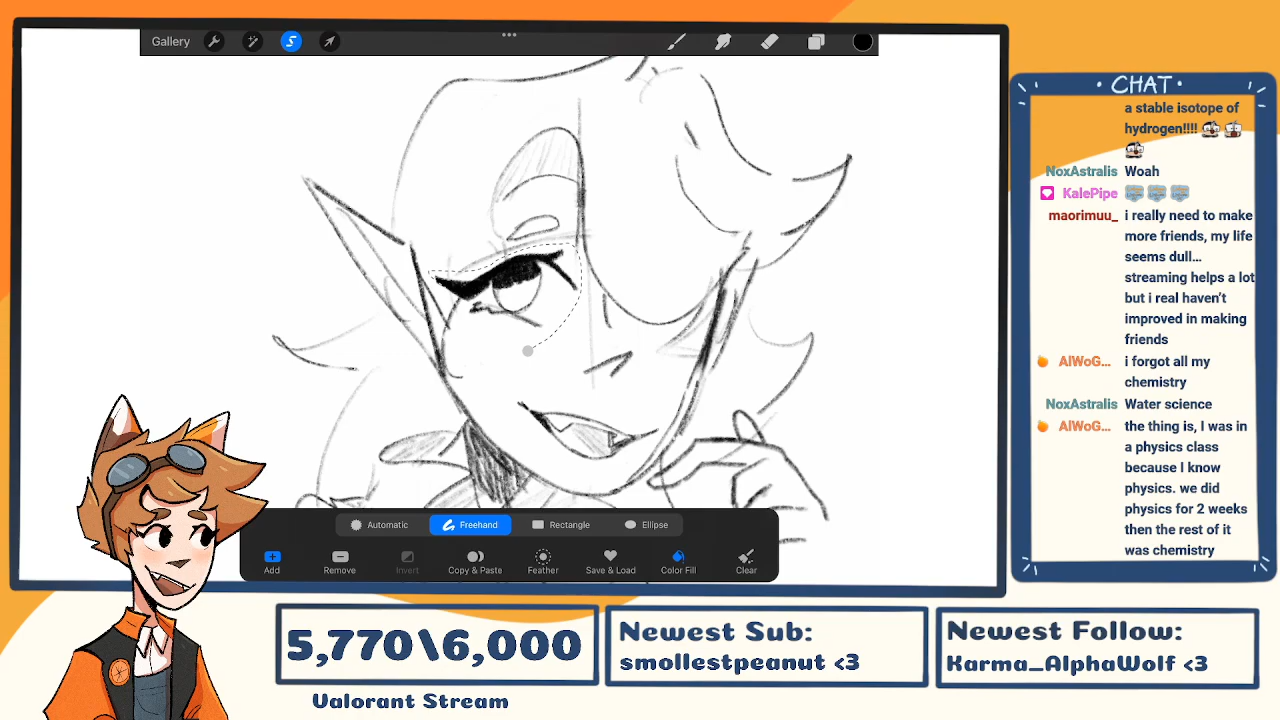 Gallery
CHAT
a stable isotope of
hydrogen!!!!
NoxAstralis Woah
KalePipe
maorimuu_ i really need to make
more friends, my life
seems dull...
streaming helps a lot
but i real haven't
improved in making
friends
AlWoG... i forgot all my
chemistry
NoxAstralis Water science
AlWoG... the thing is, I was in
a physics class
because I know
physics. we did
physics for 2 weeks
then the rest of it
was chemistry
Automatic Freehand Rectangle Ellipse
Add Remove Invert Copy & Paste Feather Save & Load Color Fill Clear
5,770\6,000
Valorant Stream
Newest Sub:
smollestpeanut <3
Newest Follow:
Karma_AlphaWolf <3